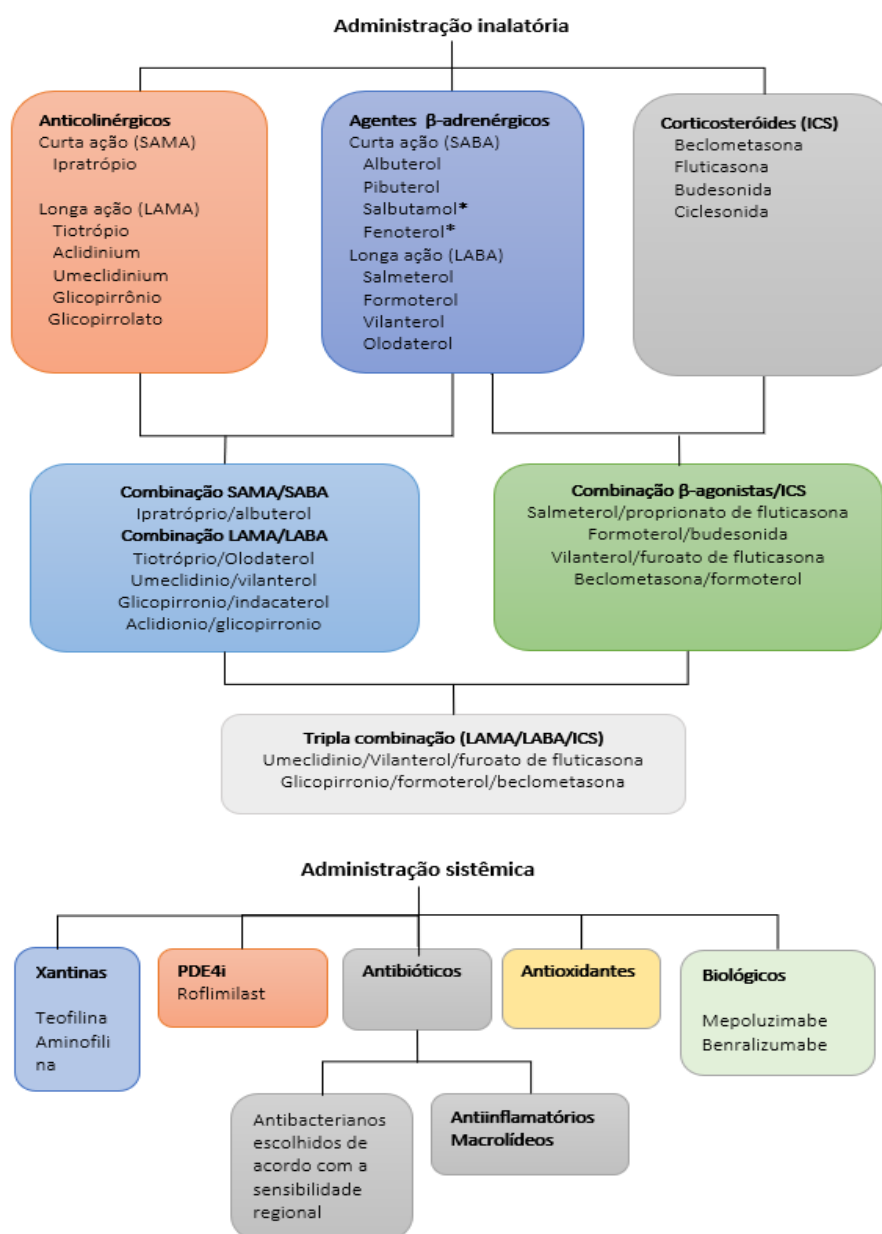 Administração inalatória
Anticolinérgicos
Curta ação (SAMA)
Ipratrópio
Longa ação (LAMA)
Tiotrópio
Aclidinium
Umeclidinium
Glicopirrônio
Glicopirrolato
Agentes β-adrenérgicos
Curta ação (SABA)
Albuterol
Pibuterol
Salbutamol*
Fenoterol*
Longa ação (LABA)
Salmeterol
Formoterol
Vilanterol
Olodaterol
Corticosteróides (ICS)
Beclometasona
Fluticasona
Budesonida
Ciclesonida
Combinação SAMA/SABA
Ipratróprio/albuterol
Combinação LAMA/LABA
Tiotróprio/Olodaterol
Umeclidinio/vilanterol
Glicopirronio/indacaterol
Aclidionio/glicopirronio
Combinação β-agonistas/ICS
Salmeterol/proprionato de fluticasona
Formoterol/budesonida
Vilanterol/furoato de fluticasona
Beclometasona/formoterol
Tripla combinação (LAMA/LABA/ICS)
Umeclidinio/Vilanterol/furoato de fluticasona
Glicopirronio/formoterol/beclometasona
Administração sistêmica
Xantinas
Teofilina
Aminofili
na
PDE4i
Roflimilast
Antibióticos
Antioxidantes
Biológicos
Mepoluzimabe
Benralizumabe
Antibacterianos
escolhidos de
acordo com a
sensibilidade
regional
Antiinflamatórios
Macrolídeos